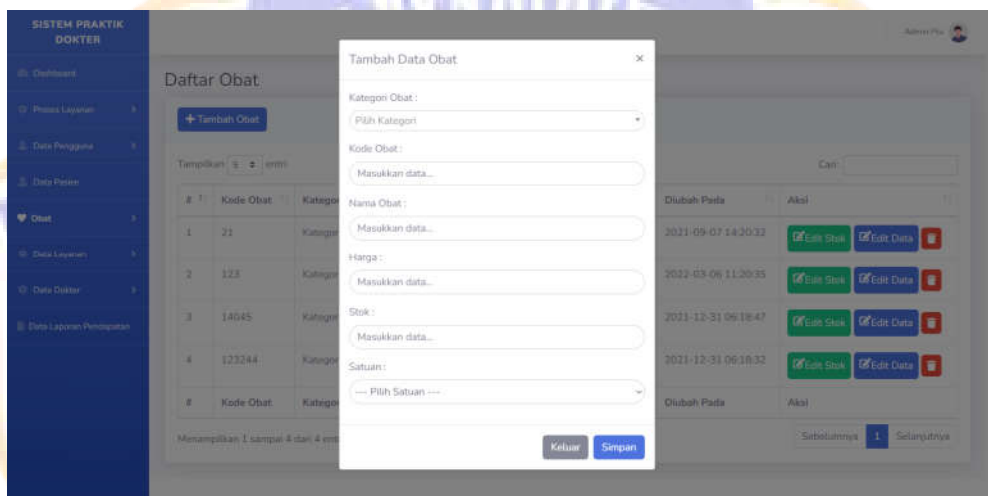 SISTEM PRAKTIK
DOKTER
Dashboard
Proses Layanan
Data Pengguna
Data Pasien
Obat
Data Layanan
Data Dokter
Data Laporan Pendapatan
Daftar Obat
+ Tambah Obat
Tampilkan 5 entri
Cari:
# Kode Obat Diubah Pada Aksi
1 21 2021-09-07 14:20:32 Edit Stok Edit Data
2 123 2022-03-06 11:20:35 Edit Stok Edit Data
3 14045 2021-12-31 06:18:47 Edit Stok Edit Data
4 123244 2021-12-31 06:18:32 Edit Stok Edit Data
# Kode Obat Diubah Pada Aksi
Menampilkan 1 sampai 4 dari 4
Sebelumnya 1 Selanjutnya
Tambah Data Obat ×
Kategori Obat :
Pilih Kategori
Kode Obat :
Masukkan data...
Nama Obat :
Masukkan data...
Harga :
Masukkan data...
Stok :
Masukkan data...
Satuan :
--- Pilih Satuan ---
Keluar Simpan